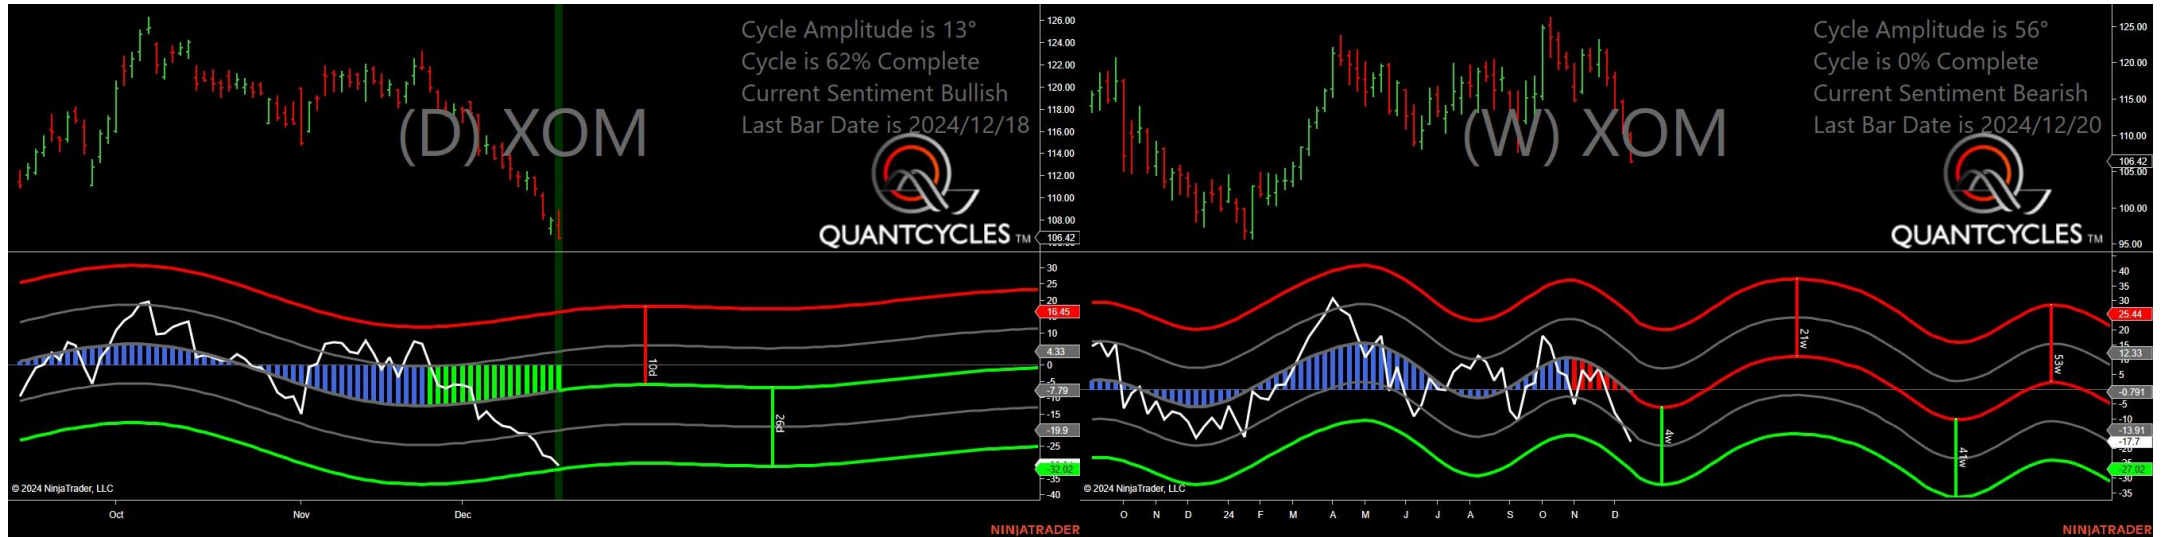 Cycle Amplitude is 13°
Cycle is 62% Complete
Current Sentiment Bullish
Last Bar Date is 2024/12/18
(D) XOM
QUANTCYCLES TM
126.00
124.00
122.00
120.00
118.00
116.00
114.00
112.00
110.00
108.00
106.42
30
25
20
16.45
10
4.33
0
-5
-7.79
-10
-15
-19.9
-25
-32.02
-35
-40
10d
26d
© 2024 NinjaTrader, LLC
Oct
Nov
Dec
NINJATRADER
Cycle Amplitude is 56°
Cycle is 0% Complete
Current Sentiment Bearish
Last Bar Date is 2024/12/20
(W) XOM
QUANTCYCLES TM
125.00
120.00
115.00
110.00
106.42
105.00
100.00
95.00
40
35
30
25.44
20
15
12.33
5
-0.791
-5
-10
-13.91
-17.7
-27.02
-30
-35
21w
53w
4w
41w
© 2024 NinjaTrader, LLC
O
N
D
24
F
M
A
M
J
J
A
S
O
N
D
NINJATRADER